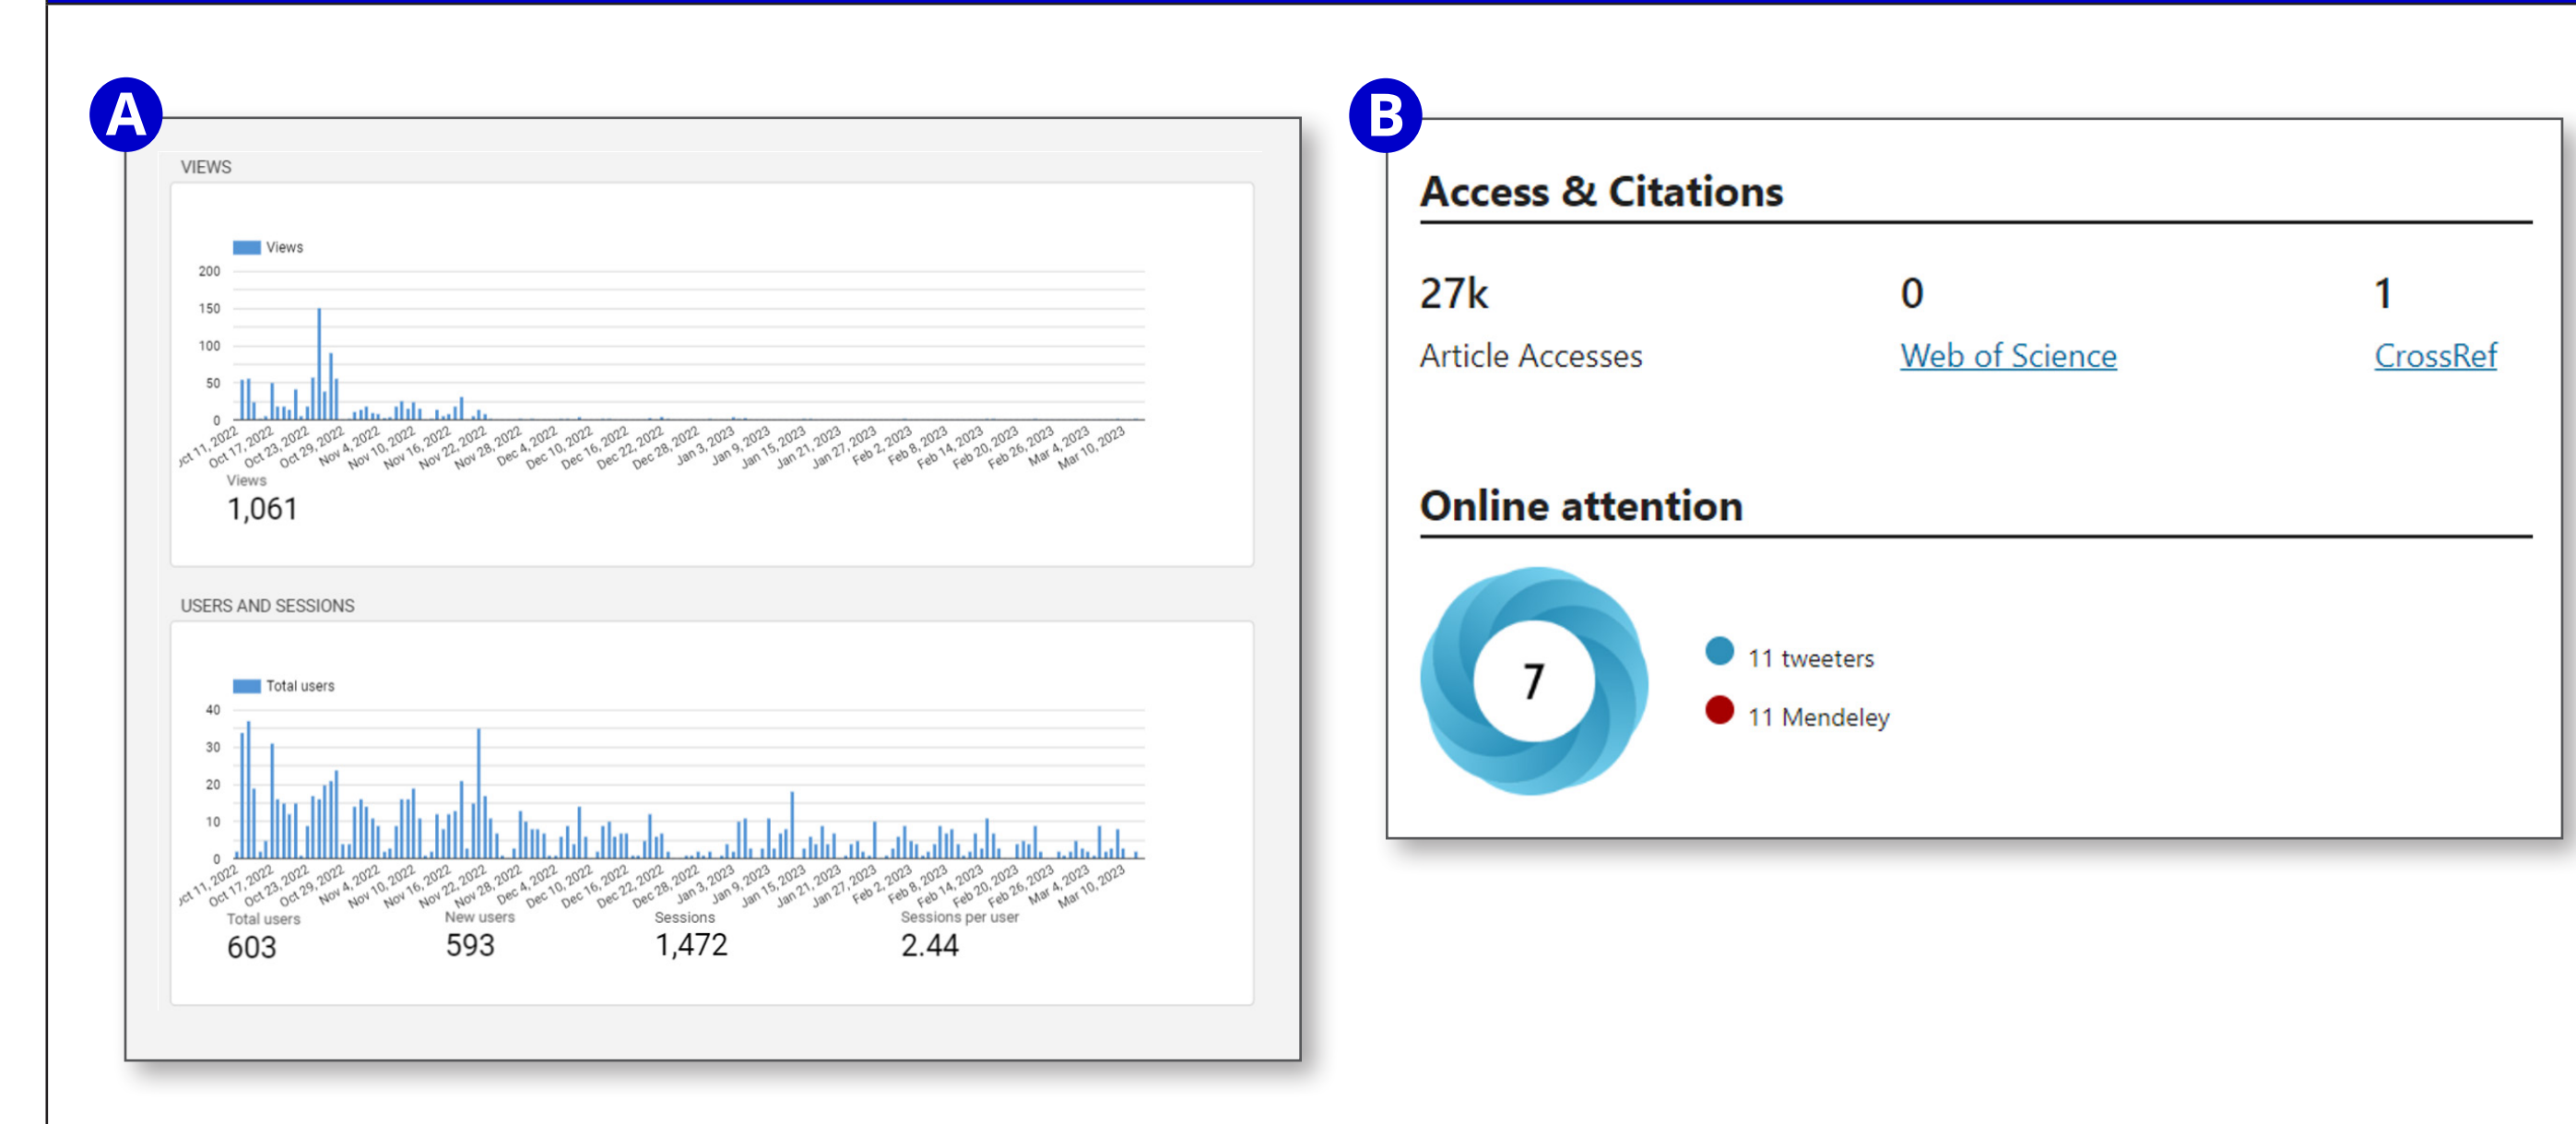 A
VIEWS
Views
200
150
100
50
0
ct 11, 2022
Oct 17, 2022
Oct 23, 2022
Oct 29, 2022
Nov 4, 2022
Nov 10, 2022
Nov 16, 2022
Nov 22, 2022
Nov 28, 2022
Dec 4, 2022
Dec 10, 2022
Dec 16, 2022
Dec 22, 2022
Dec 28, 2022
Jan 3, 2023
Jan 9, 2023
Jan 15, 2023
Jan 21, 2023
Jan 27, 2023
Feb 2, 2023
Feb 8, 2023
Feb 14, 2023
Feb 20, 2023
Feb 26, 2023
Mar 4, 2023
Mar 10, 2023
Views
1,061
USERS AND SESSIONS
Total users
40
30
20
10
0
ct 11, 2022
Oct 17, 2022
Oct 23, 2022
Oct 29, 2022
Nov 4, 2022
Nov 10, 2022
Nov 16, 2022
Nov 22, 2022
Nov 28, 2022
Dec 4, 2022
Dec 10, 2022
Dec 16, 2022
Dec 22, 2022
Dec 28, 2022
Jan 3, 2023
Jan 9, 2023
Jan 15, 2023
Jan 21, 2023
Jan 27, 2023
Feb 2, 2023
Feb 8, 2023
Feb 14, 2023
Feb 20, 2023
Feb 26, 2023
Mar 4, 2023
Mar 10, 2023
Total users New users Sessions Sessions per user
603 593 1,472 2.44
B
Access & Citations
27k 0 1
Article Accesses Web of Science CrossRef
Online attention
7
11 tweeters
11 Mendeley